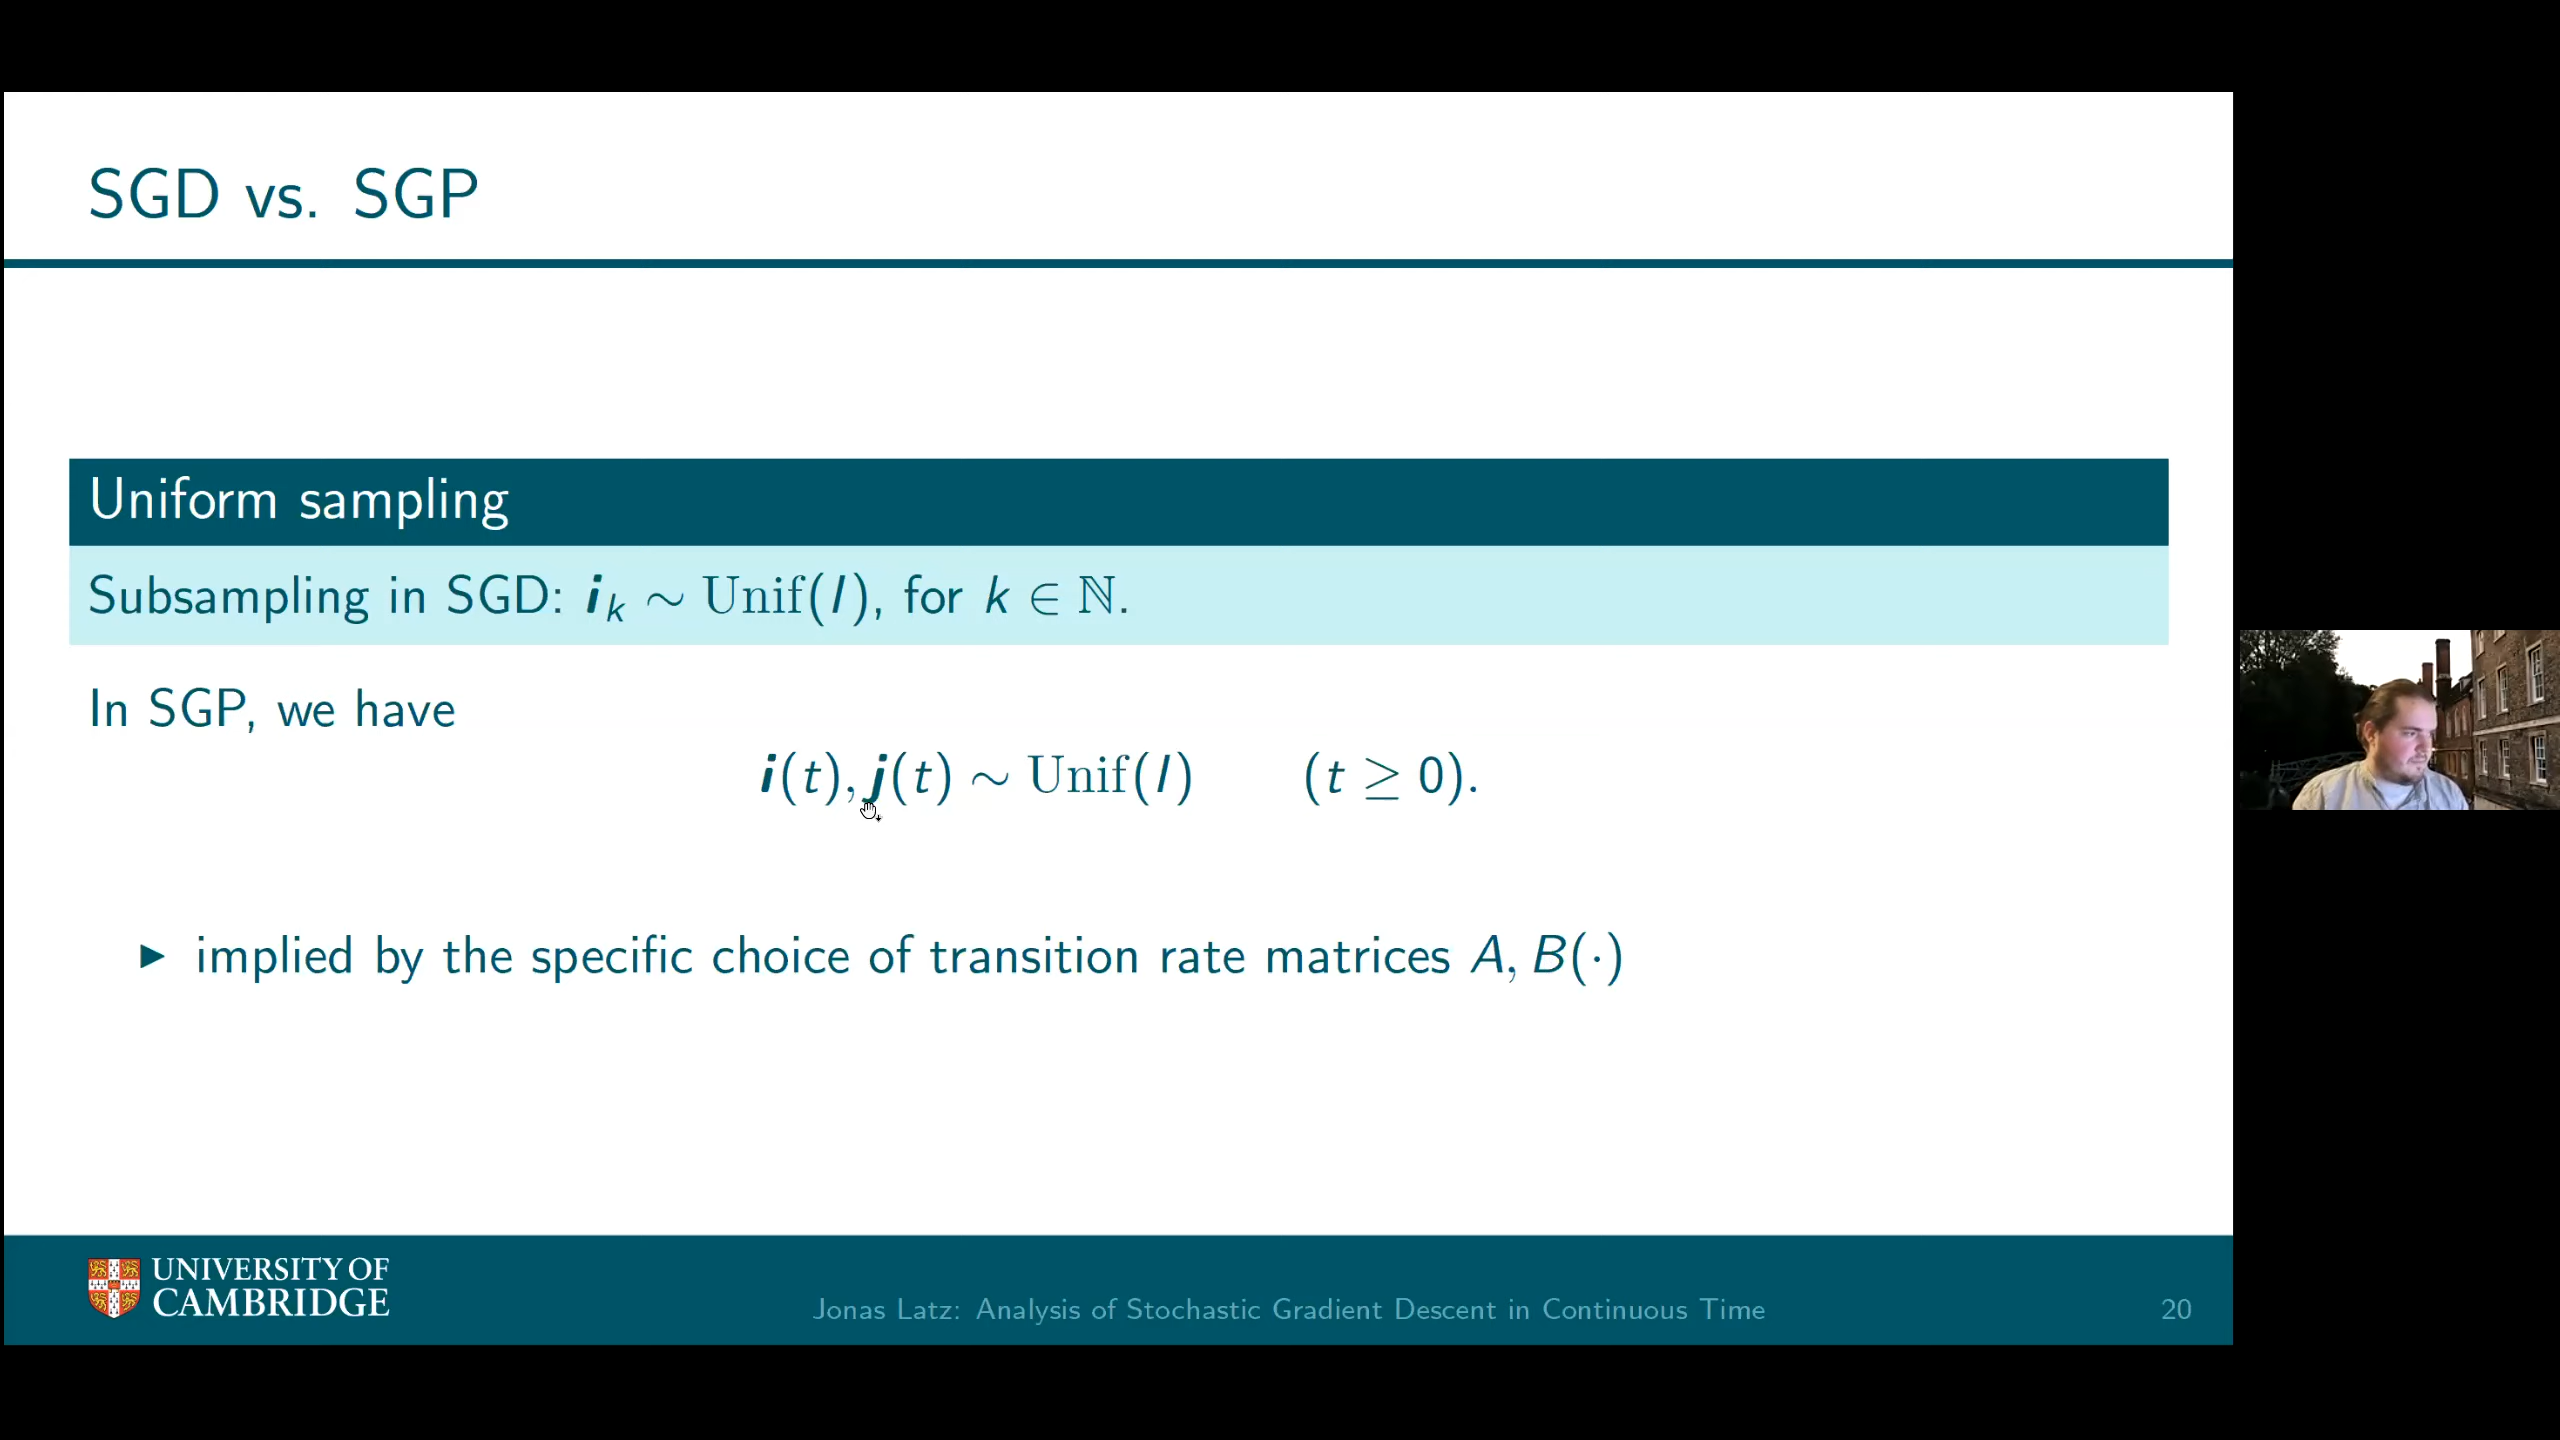 SGD vs. SGP
Uniform sampling
Subsampling in SGD: i_k ∼ Unif(I), for k ∈ ℕ.
In SGP, we have
i(t), j(t) ∼ Unif(I) (t ≥ 0).
▶ implied by the specific choice of transition rate matrices A, B(·)
UNIVERSITY OF
CAMBRIDGE
Jonas Latz: Analysis of Stochastic Gradient Descent in Continuous Time
20